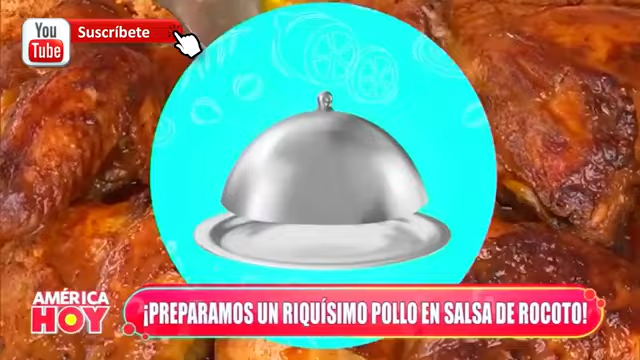 You
Tube
Suscríbete
AMÉRICA
HOY
¡PREPARAMOS UN RIQUÍSIMO POLLO EN SALSA DE ROCOTO!